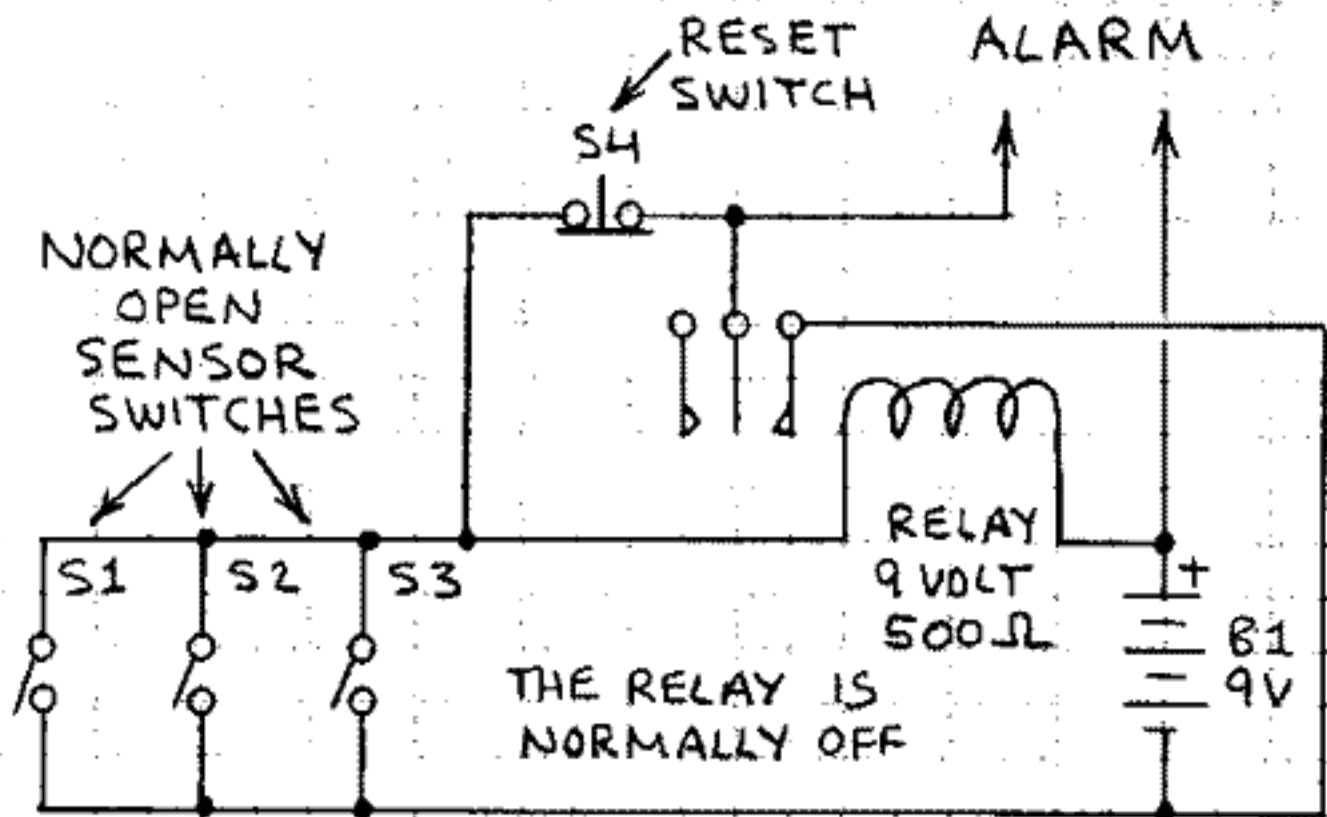 RESET
SWITCH
ALARM
S4
NORMALLY
OPEN
SENSOR
SWITCHES
S1
S2
S3
RELAY
9 VOLT
500Ω
+
B1
9V
THE RELAY IS
NORMALLY OFF